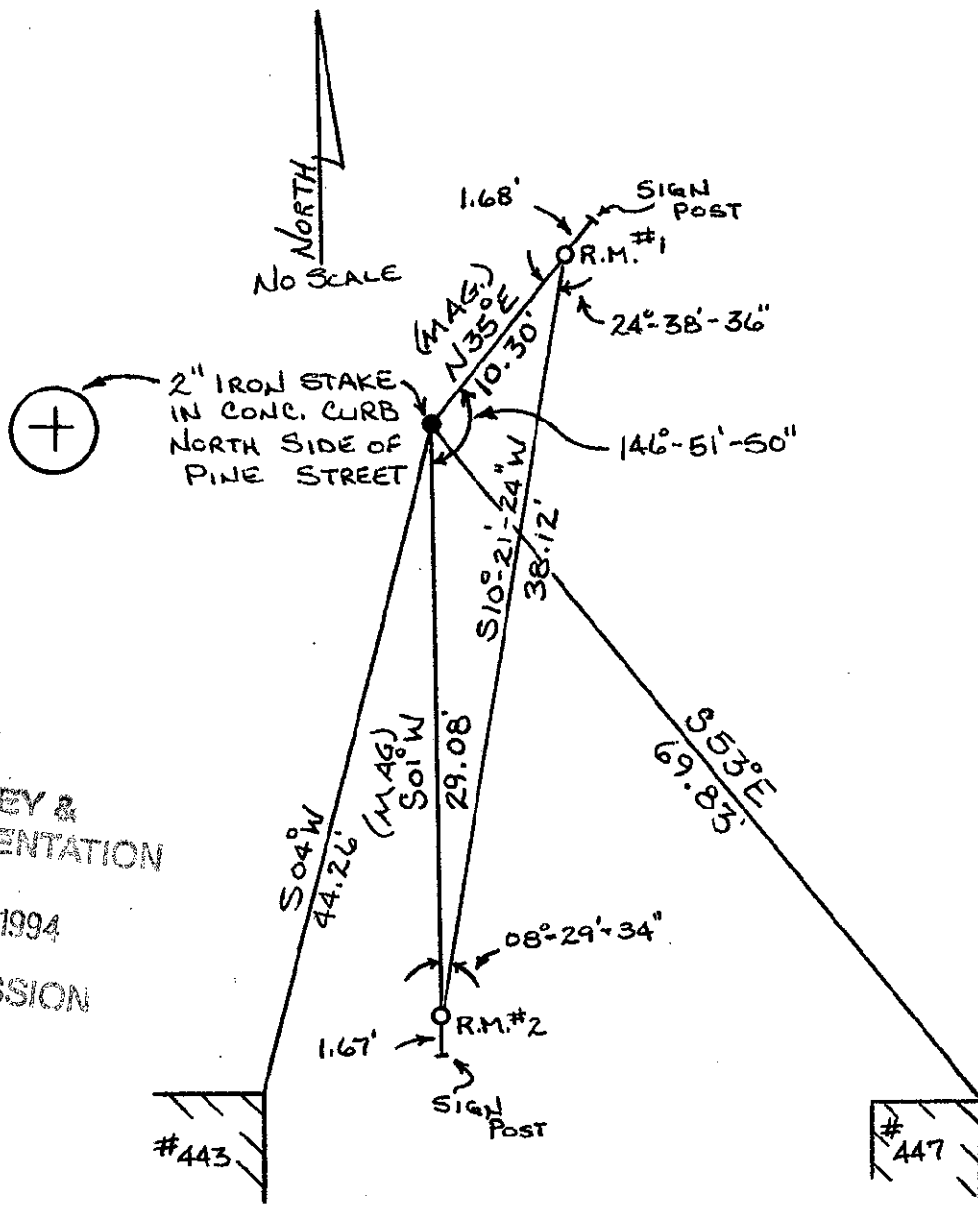 NORTH
NO SCALE
1.68'
SIGN
POST
R.M.#1
24°-38'-36"
(MAG.)
N35°E
10.30'
2" IRON STAKE
IN CONC. CURB
NORTH SIDE OF
PINE STREET
146°-51'-50"
S10°-21'-24"W
38.12'
S53°E
69.83'
S04°W
44.26'
(MAG)
S01°W
29.08'
EY &
ENTATION
1994
SSION
08°-29'-34"
R.M.#2
1.67'
SIGN
POST
#443
#
447